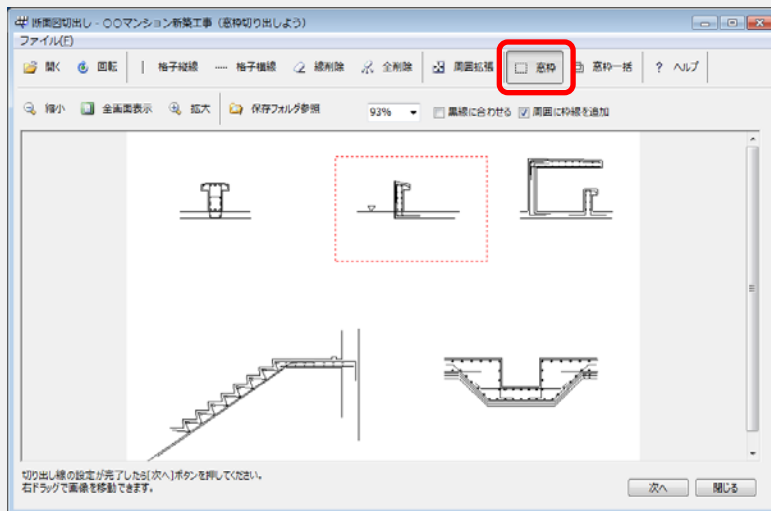 断面図切出し - 〇〇マンション新築工事 (窓枠切り出しよう)
ファイル(F)
開く 回転 格子縦線 格子横線 線削除 全削除 周囲拡張 窓枠 窓枠一括 ? ヘルプ
縮小 全画面表示 拡大 保存フォルダ参照 93% 黒線に合わせる 周囲に枠線を追加
切り出し線の設定が完了したら[次へ]ボタンを押してください。
右ドラッグで画像を移動できます。
次へ 閉じる